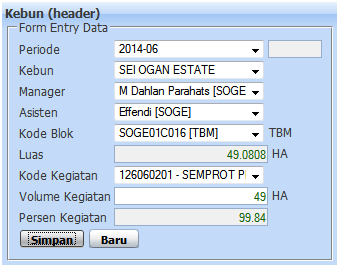 Kebun (header)
Form Entry Data
Periode 2014-06
Kebun SEI OGAN ESTATE
Manager M Dahlan Parahats [SOGE
Asisten Effendi [SOGE]
Kode Blok SOGE01C016 [TBM] TBM
Luas 49.0808 HA
Kode Kegiatan 126060201 - SEMPROT PI
Volume Kegiatan 49 HA
Persen Kegiatan 99.84
Simpan Baru